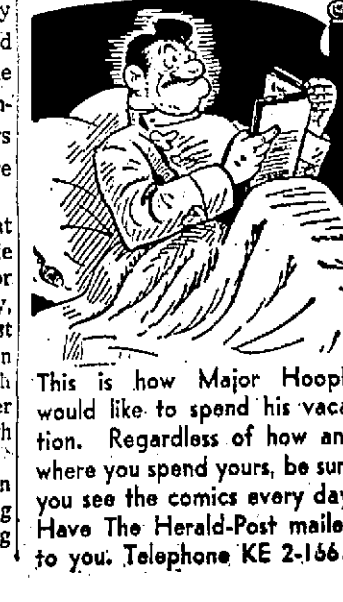 This is how Major Hoopl
would like to spend his vaca
tion. Regardless of how an
where you spend yours, be sur
you see the comics every day
Have The Herald-Post maile
to you. Telephone KE 2-166